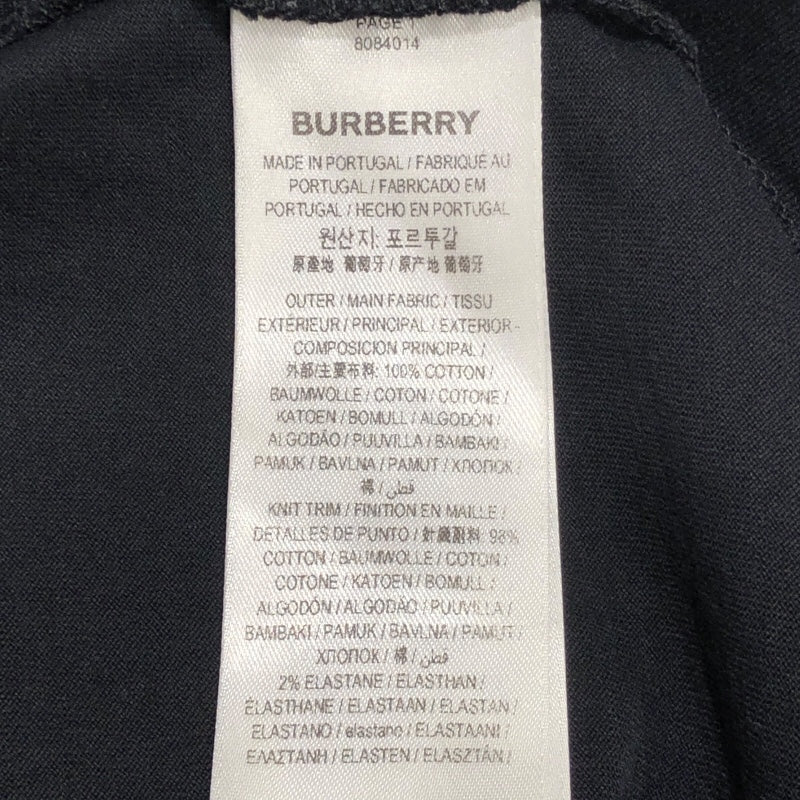 PAGE 1
8084014
BURBERRY
MADE IN PORTUGAL / FABRIQUÉ AU
PORTUGAL / FABRICADO EM
PORTUGAL / HECHO EN PORTUGAL
원산지: 포르투갈
原產地 葡萄牙 / 原产地 葡萄牙
OUTER / MAIN FABRIC / TISSU
EXTÉRIEUR / PRINCIPAL / EXTERIOR-
COMPOSICION PRINCIPAL /
外部/主要布料: 100% COTTON /
BAUMWOLLE / COTON / COTONE /
KATOEN / BOMULL / ALGODÓN /
ALGODÃO / PUUVILLA / BAMBAKI /
PAMUK / BAVLNA / PAMUT / ХЛОПОК /
棉 / قطن /
KNIT TRIM / FINITION EN MAILLE /
DETALLES DE PUNTO / 針織副料 98%
COTTON / BAUMWOLLE / COTON /
COTONE / KATOEN / BOMULL /
ALGODÓN / ALGODÃO / PUUVILLA /
BAMBAKI / PAMUK / BAVLNA / PAMUT /
ХЛОПОК / 棉 / قطن /
2% ELASTANE / ELASTHAN /
ÉLASTHANE / ELASTAAN / ELASTAN /
ELASTANO / elastano / ELASTAANI /
ΕΛΑΣΤΑΝΗ / ELASTEN / ELASZTÁN /